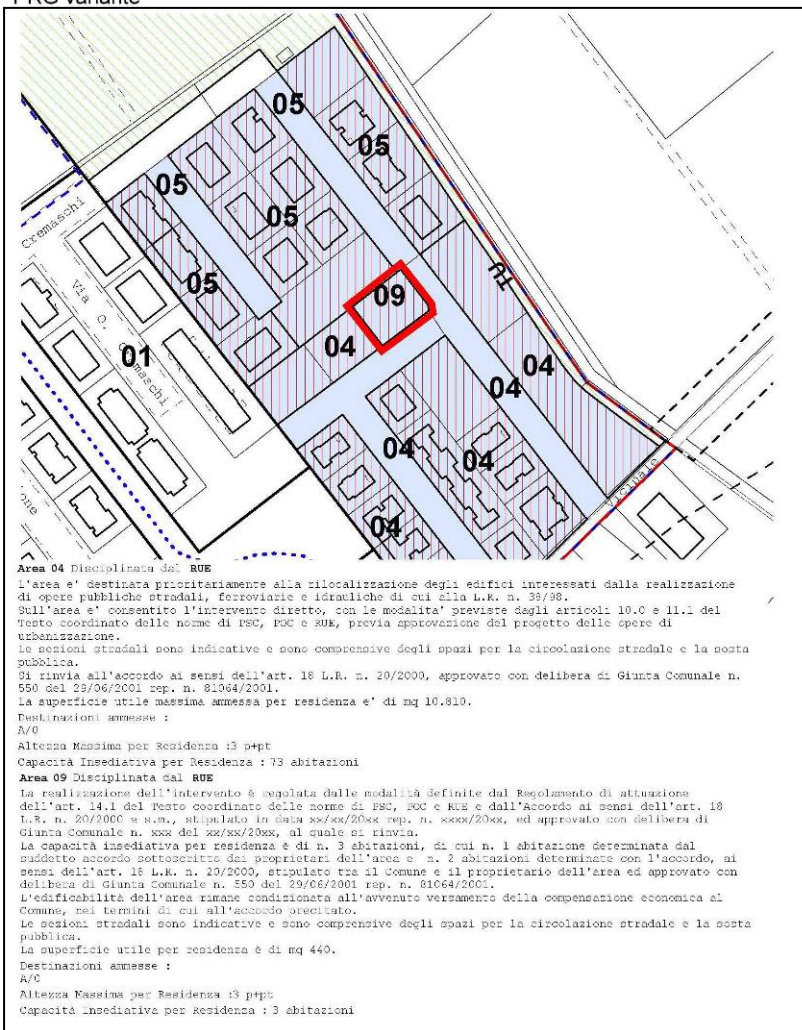 PRG variante
05
05
05
05
05
09
04
04
04
04
04
04
01
Cremaschi
Via O. Cremaschi
one
Vicinale
Area 04 Disciplinata dal RUE
L'area e' destinata prioritariamente alla rilocalizzazione degli edifici interessati dalla realizzazione
di opere pubbliche stradali, ferroviarie e idrauliche di cui alla L.R. n. 38/98.
Sull'area e' consentito l'intervento diretto, con le modalita' previste dagli articoli 10.0 e 11.1 del
Testo coordinato delle norme di PSC, POC e RUE, previa approvazione del progetto delle opere di
urbanizzazione.
Le sezioni stradali sono indicative e sono comprensive degli spazi per la circolazione stradale e la sosta
pubblica.
Si rinvia all'accordo ai sensi dell'art. 18 L.R. n. 20/2000, approvato con delibera di Giunta Comunale n.
550 del 29/06/2001 rep. n. 81064/2001.
La superficie utile massima ammessa per residenza e' di mq 10.810.
Destinazioni ammesse :
A/0
Altezza Massima per Residenza :3 p+pt
Capacità Insediativa per Residenza : 73 abitazioni
Area 09 Disciplinata dal RUE
La realizzazione dell'intervento è regolata dalle modalità definite dal Regolamento di attuazione
dell'art. 14.1 del Testo coordinato delle norme di PSC, POC e RUE e dall'Accordo ai sensi dell'art. 18
L.R. n. 20/2000 e s.m., stipulato in data xx/xx/20xx rep. n. xxxx/20xx, ed approvato con delibera di
Giunta Comunale n. xxx del xx/xx/20xx, al quale si rinvia.
La capacità insediativa per residenza è di n. 3 abitazioni, di cui n. 1 abitazione determinata dal
suddetto accordo sottoscritto dai proprietari dell'area e n. 2 abitazioni determinate con l'accordo, ai
sensi dell'art. 18 L.R. n. 20/2000, stipulato tra il Comune e il proprietario dell'area ed approvato con
delibera di Giunta Comunale n. 550 del 29/06/2001 rep. n. 81064/2001.
L'edificabilità dell'area rimane condizionata all'avvenuto versamento della compensazione economica al
Comune, nei termini di cui all'accordo precitato.
Le sezioni stradali sono indicative e sono comprensive degli spazi per la circolazione stradale e la sosta
pubblica.
La superficie utile per residenza è di mq 440.
Destinazioni ammesse :
A/0
Altezza Massima per Residenza :3 p+pt
Capacità Insediativa per Residenza : 3 abitazioni